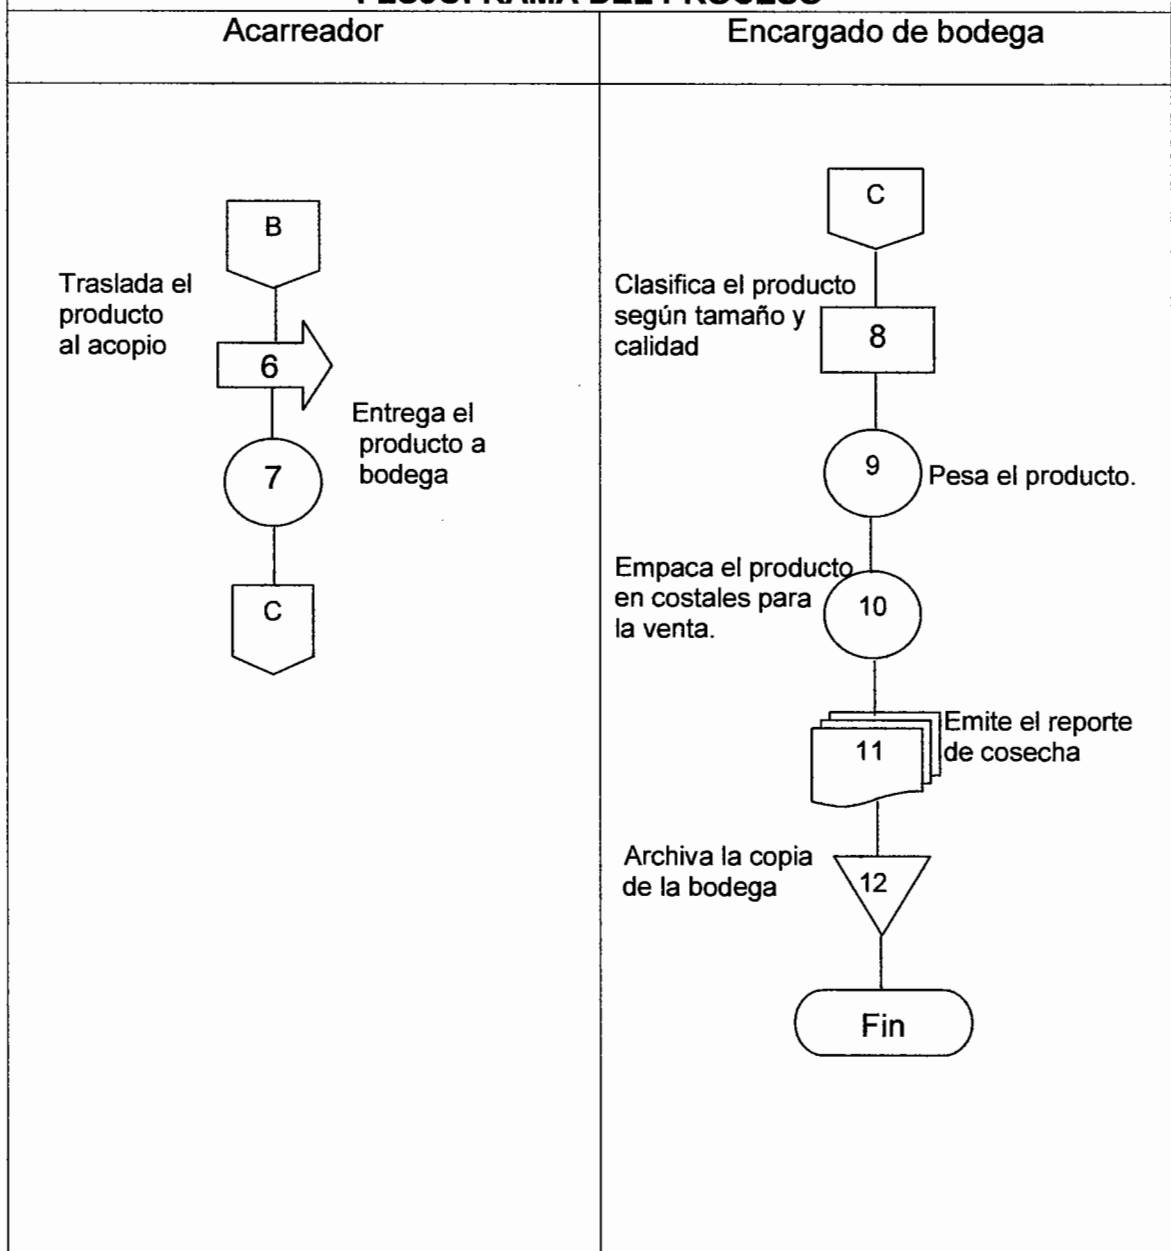 Acarreador
Encargado de bodega
B
Traslada el
producto
al acopio
6
Entrega el
producto a
bodega
7
C
C
Clasifica el producto
según tamaño y
calidad
8
9
Pesa el producto.
Empaca el producto
en costales para
la venta.
10
Emite el reporte
de cosecha
11
Archiva la copia
de la bodega
12
Fin